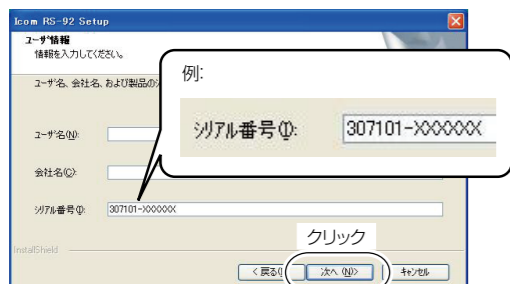 Icom RS-92 Setup
ユーザ情報
情報を入力してください。
ユーザ名、会社名、および製品の
例:
シリアル番号(I):
307101-XXXXXX
ユーザ名(N):
会社名(C):
シリアル番号(I):
307101-XXXXXX
InstallShield
クリック
< 戻る
次へ (N)>
キャンセル